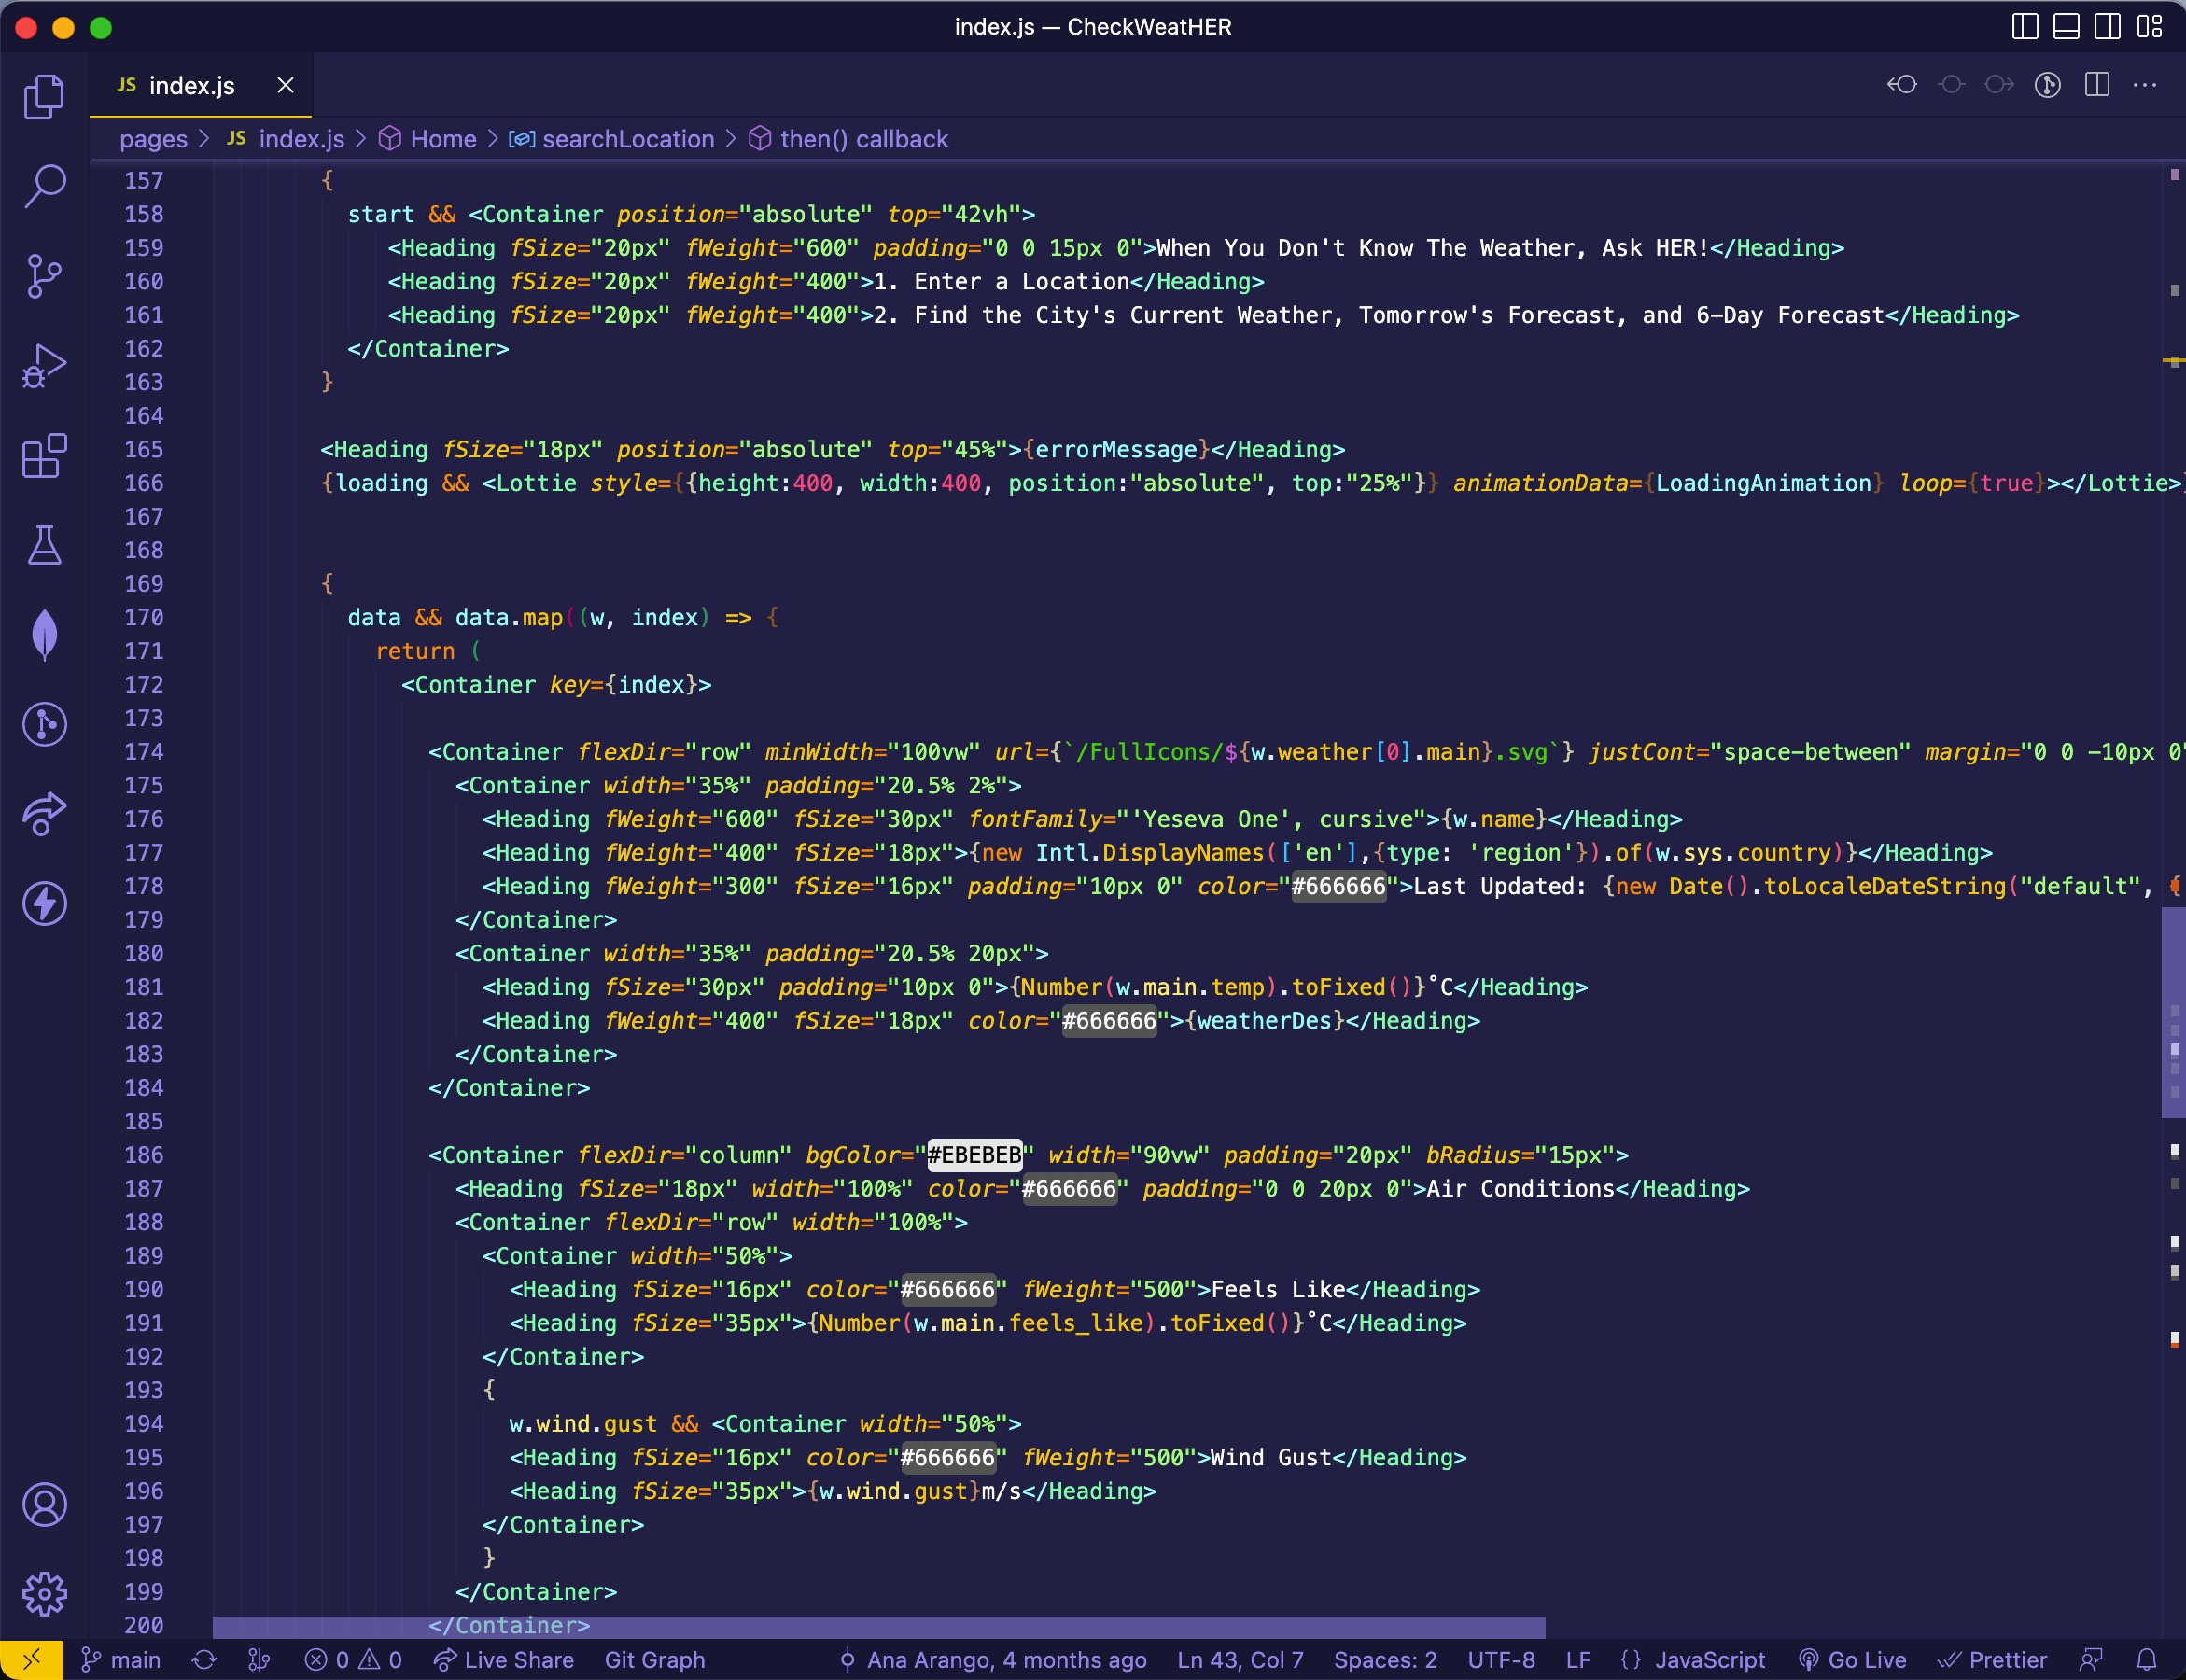 index.js — CheckWeatHER
JS index.js
pages > JS index.js > Home > searchLocation > then() callback
157 {
158 start && <Container position="absolute" top="42vh">
159 <Heading fSize="20px" fWeight="600" padding="0 0 15px 0">When You Don't Know The Weather, Ask HER!</Heading>
160 <Heading fSize="20px" fWeight="400">1. Enter a Location</Heading>
161 <Heading fSize="20px" fWeight="400">2. Find the City's Current Weather, Tomorrow's Forecast, and 6-Day Forecast</Heading>
162 </Container>
163 }
164
165 <Heading fSize="18px" position="absolute" top="45%">{errorMessage}</Heading>
166 {loading && <Lottie style={{height:400, width:400, position:"absolute", top:"25%"}} animationData={LoadingAnimation} loop={true}></Lottie>}
167
168
169 {
170 data && data.map((w, index) => {
171 return (
172 <Container key={index}>
173
174 <Container flexDir="row" minWidth="100vw" url={`/FullIcons/${w.weather[0].main}.svg`} justCont="space-between" margin="0 0 -10px 0"
175 <Container width="35%" padding="20.5% 2%">
176 <Heading fWeight="600" fSize="30px" fontFamily="'Yeseva One', cursive">{w.name}</Heading>
177 <Heading fWeight="400" fSize="18px">{new Intl.DisplayNames(['en'],{type: 'region'}).of(w.sys.country)}</Heading>
178 <Heading fWeight="300" fSize="16px" padding="10px 0" color="#666666">Last Updated: {new Date().toLocaleDateString("default", {
179 </Container>
180 <Container width="35%" padding="20.5% 20px">
181 <Heading fSize="30px" padding="10px 0">{Number(w.main.temp).toFixed()}˚C</Heading>
182 <Heading fWeight="400" fSize="18px" color="#666666">{weatherDes}</Heading>
183 </Container>
184 </Container>
185
186 <Container flexDir="column" bgColor="#EBEBEB" width="90vw" padding="20px" bRadius="15px">
187 <Heading fSize="18px" width="100%" color="#666666" padding="0 0 20px 0">Air Conditions</Heading>
188 <Container flexDir="row" width="100%">
189 <Container width="50%">
190 <Heading fSize="16px" color="#666666" fWeight="500">Feels Like</Heading>
191 <Heading fSize="35px">{Number(w.main.feels_like).toFixed()}˚C</Heading>
192 </Container>
193 {
194 w.wind.gust && <Container width="50%">
195 <Heading fSize="16px" color="#666666" fWeight="500">Wind Gust</Heading>
196 <Heading fSize="35px">{w.wind.gust}m/s</Heading>
197 </Container>
198 }
199 </Container>
200 </Container>
main 0 0 Live Share Git Graph Ana Arango, 4 months ago Ln 43, Col 7 Spaces: 2 UTF-8 LF {} JavaScript Go Live Prettier